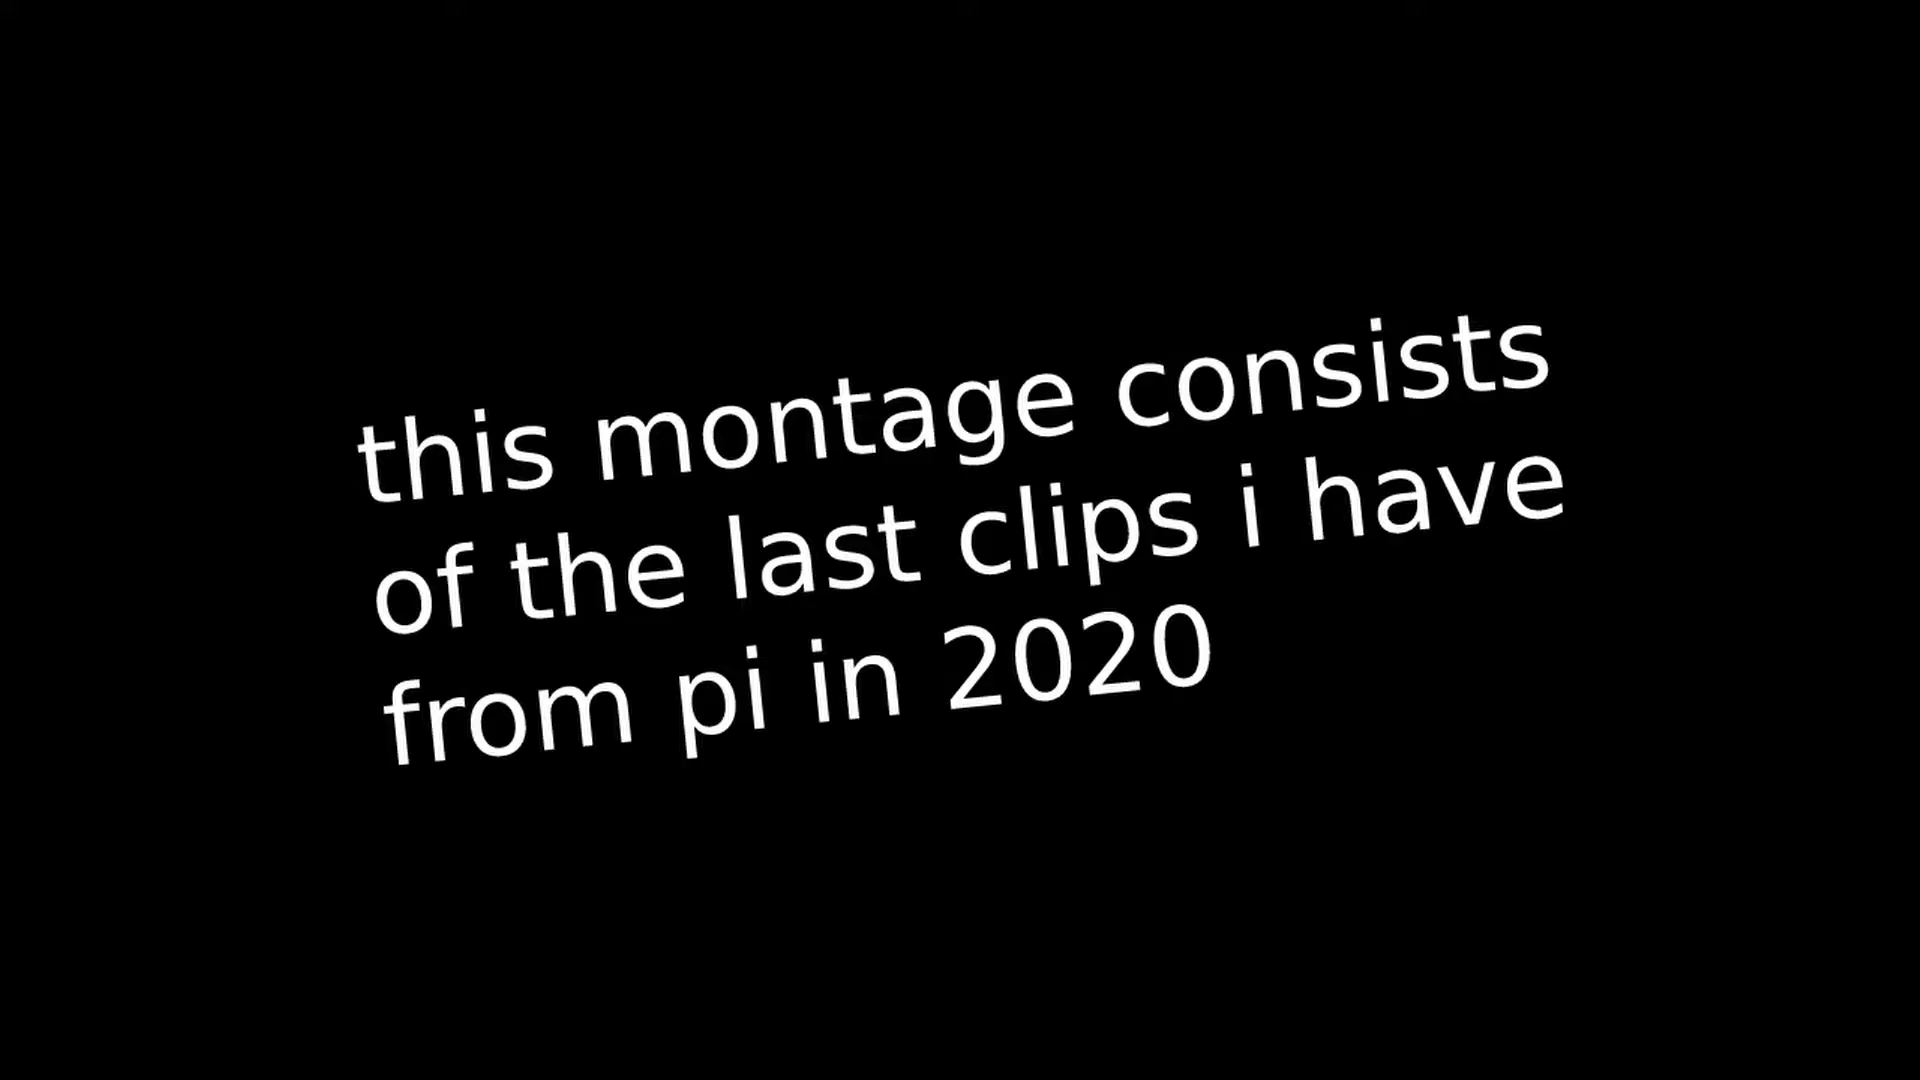 this montage consists
of the last clips i have
from pi in 2020